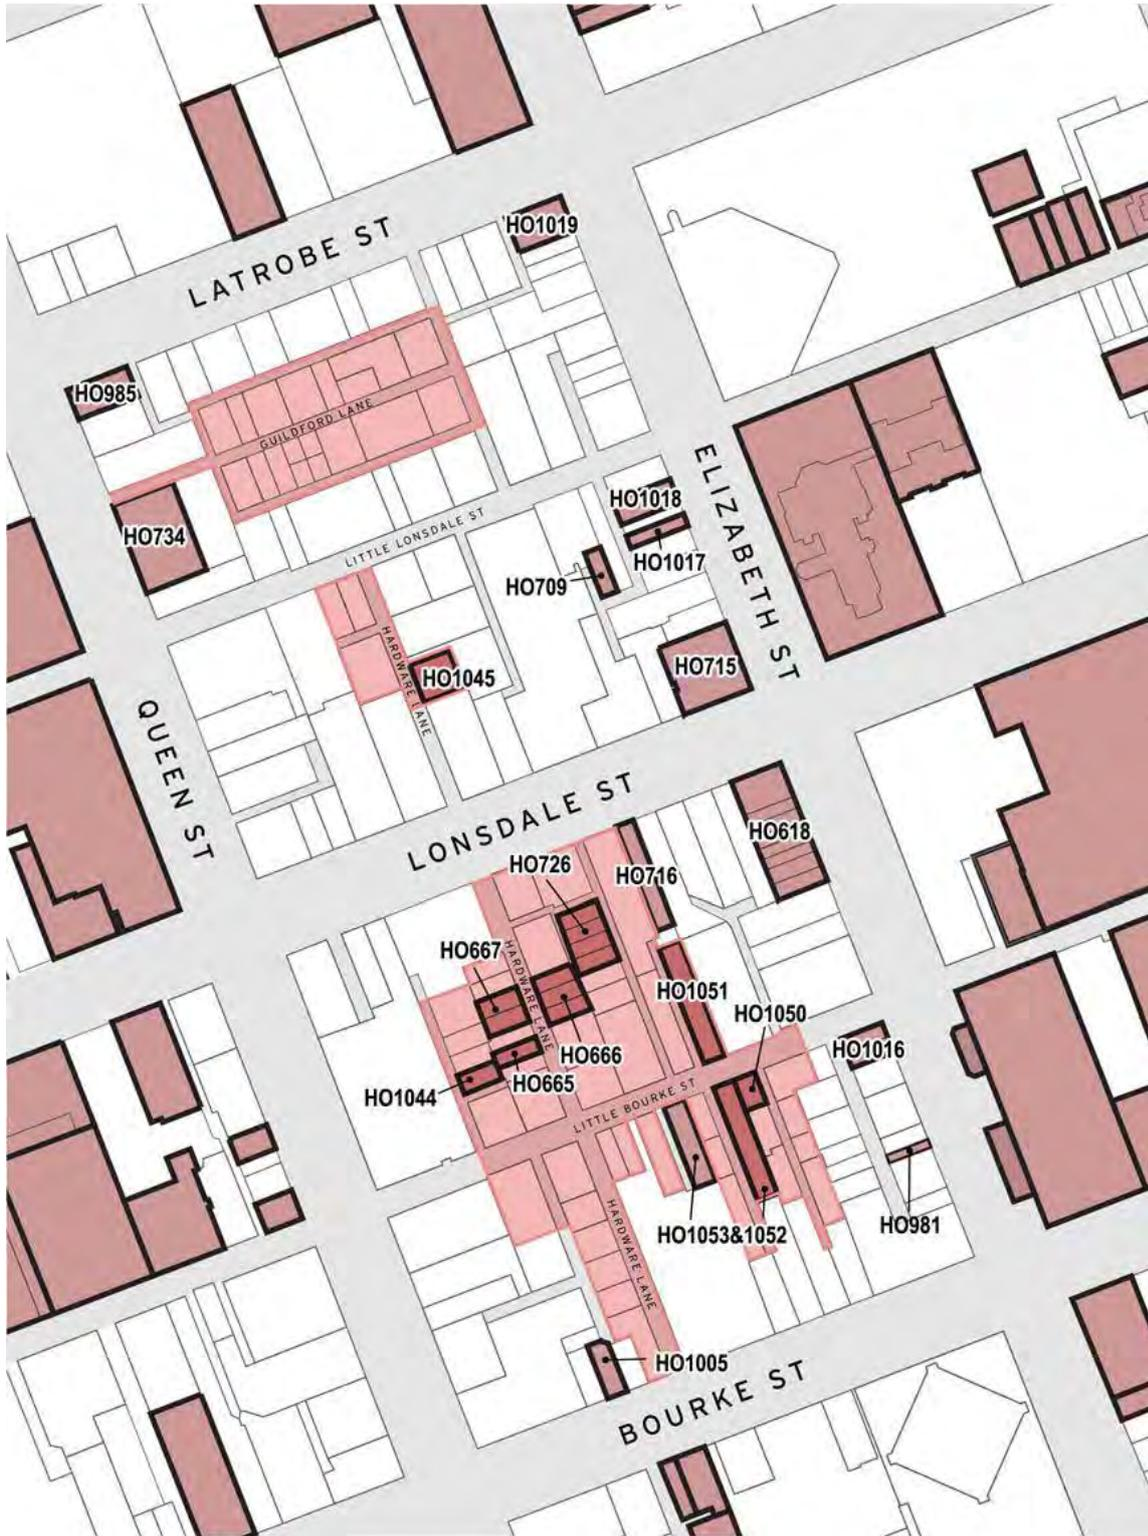 HO1019
LATROBE ST
HO985
GUILDFORD LANE
ELIZABETH ST
HO1018
HO734
LITTLE LONSDALE ST
HO1017
HO709
HARDWARE LANE
HO715
HO1045
QUEEN ST
LONSDALE ST
HO618
HO726
HO716
HO667
HARDWARE LANE
HO1051
HO1050
HO1016
HO666
HO665
HO1044
LITTLE BOURKE ST
HO981
HO1053&1052
HARDWARE LANE
HO1005
BOURKE ST